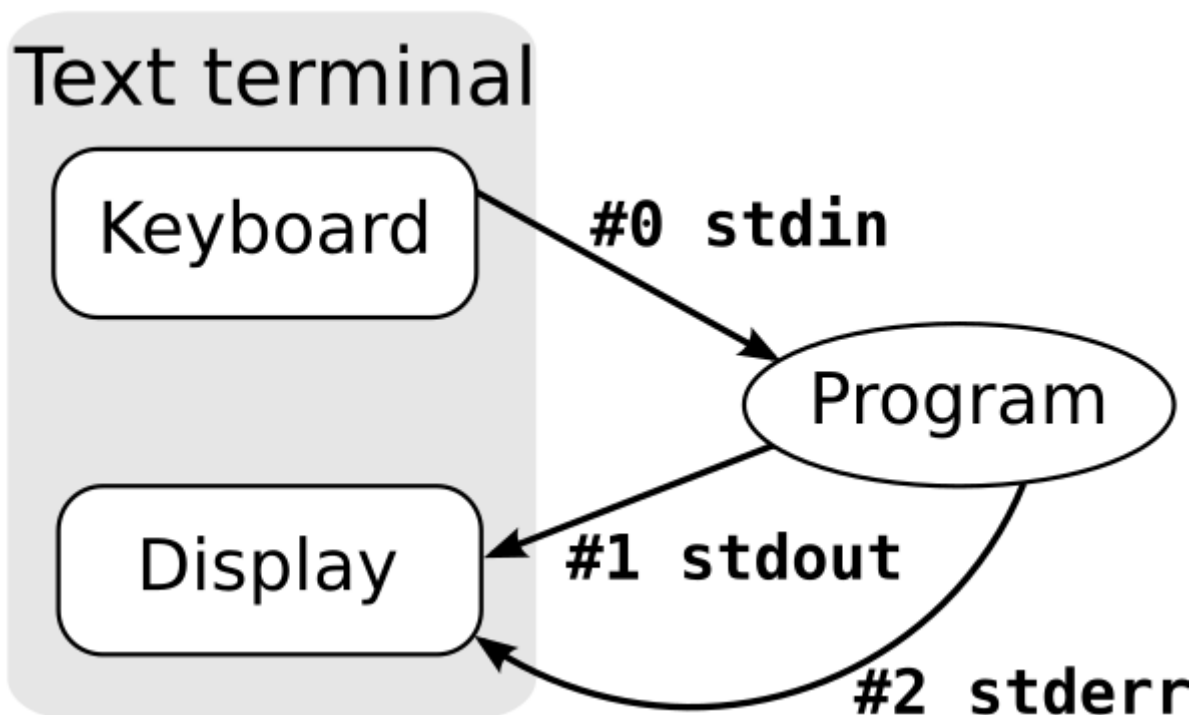 Text terminal
Keyboard
#0 stdin
Program
Display
#1 stdout
#2 stderr